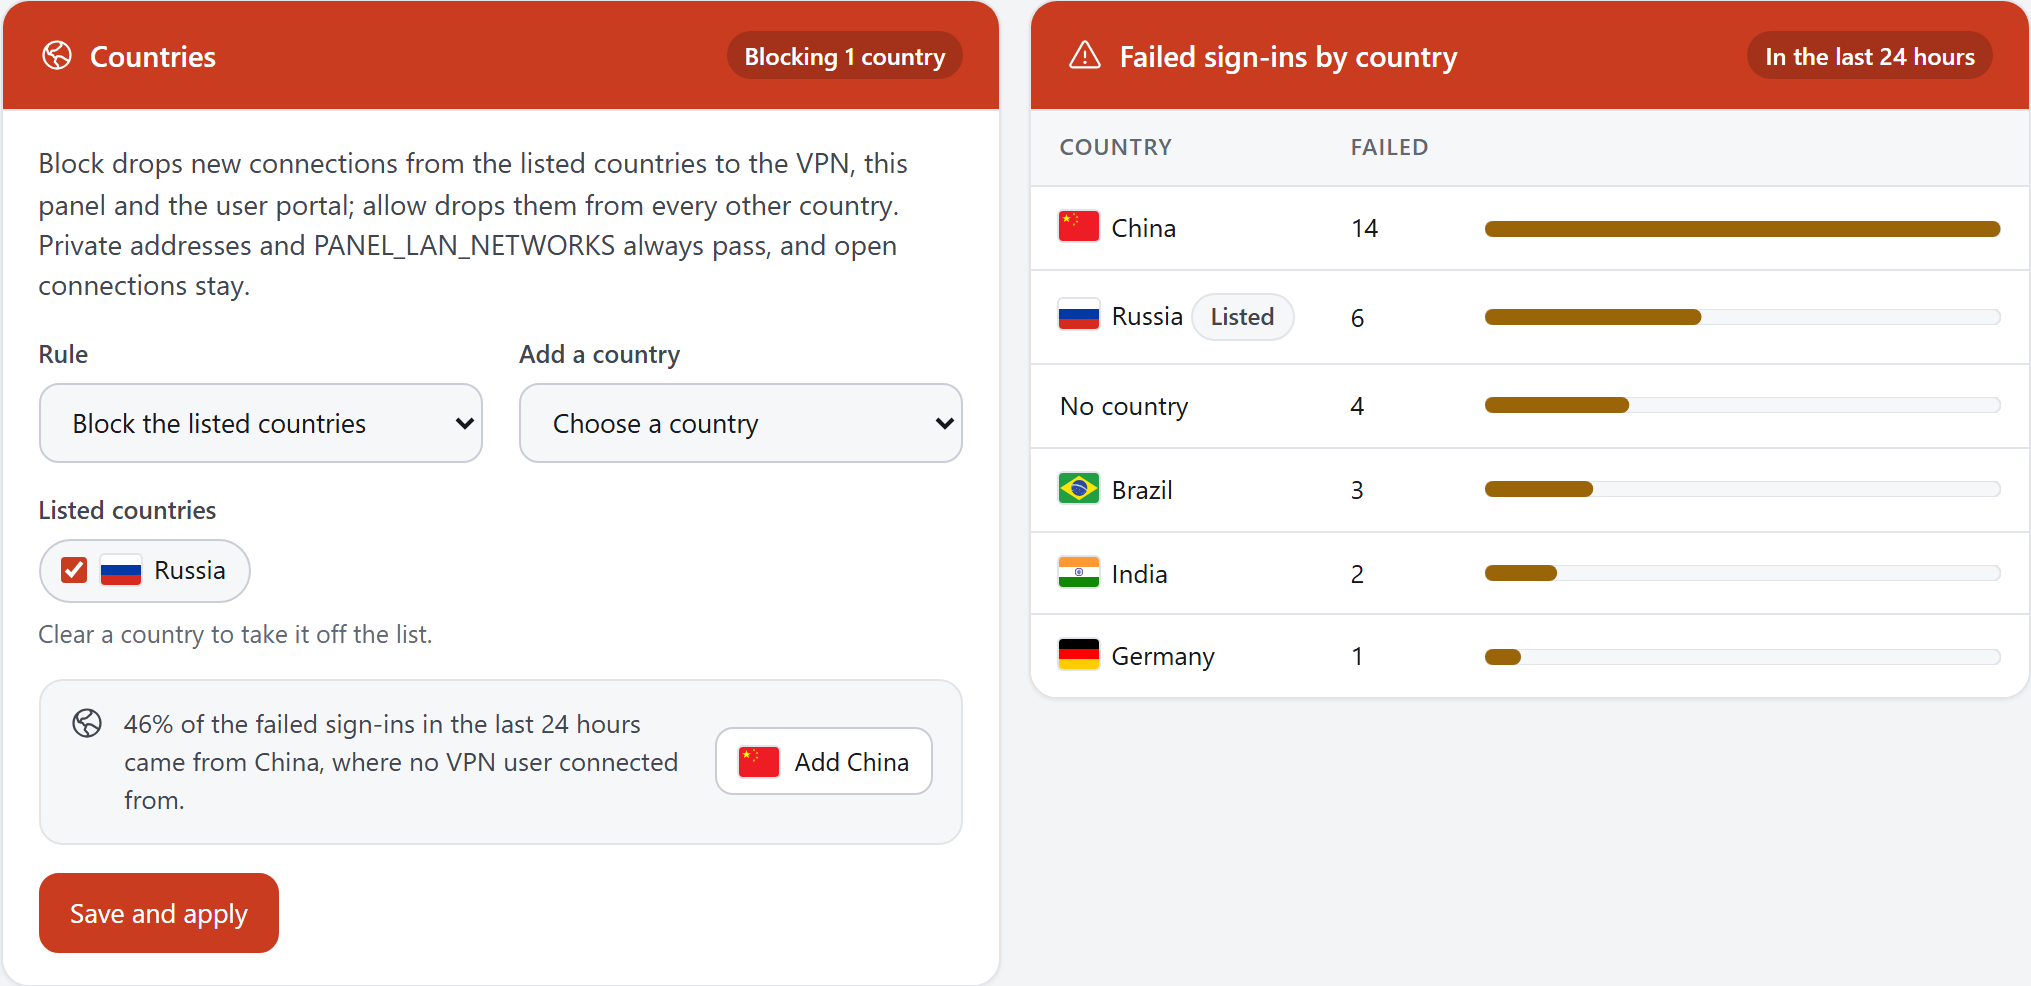 Countries
Blocking 1 country
Block drops new connections from the listed countries to the VPN, this
panel and the user portal; allow drops them from every other country.
Private addresses and PANEL_LAN_NETWORKS always pass, and open
connections stay.
Rule
Add a country
Block the listed countries
Choose a country
Listed countries
Russia
Clear a country to take it off the list.
46% of the failed sign-ins in the last 24 hours
came from China, where no VPN user connected
from.
Add China
Save and apply
Failed sign-ins by country
In the last 24 hours
COUNTRY FAILED
China 14
Russia Listed 6
No country 4
Brazil 3
India 2
Germany 1